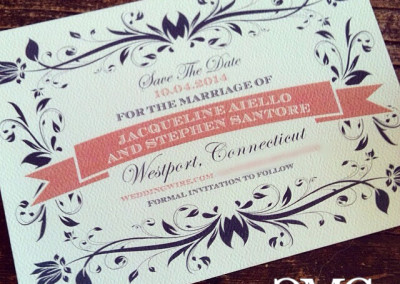 Save The Date
10.04.2014
FOR THE MARRIAGE OF
JACQUELINE AIELLO
AND STEPHEN SANTORE
Westport, Connecticut
WEDDINGWIRE.COM
FORMAL INVITATION TO FOLLOW